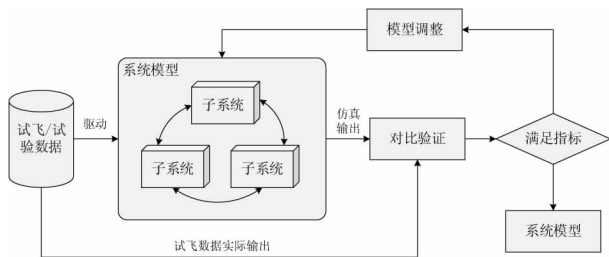 模型调整
系统模型
子系统
试飞/试
验数据
驱动
仿真
输出
对比验证
满足指标
子系统
子系统
系统模型
试飞数据实际输出